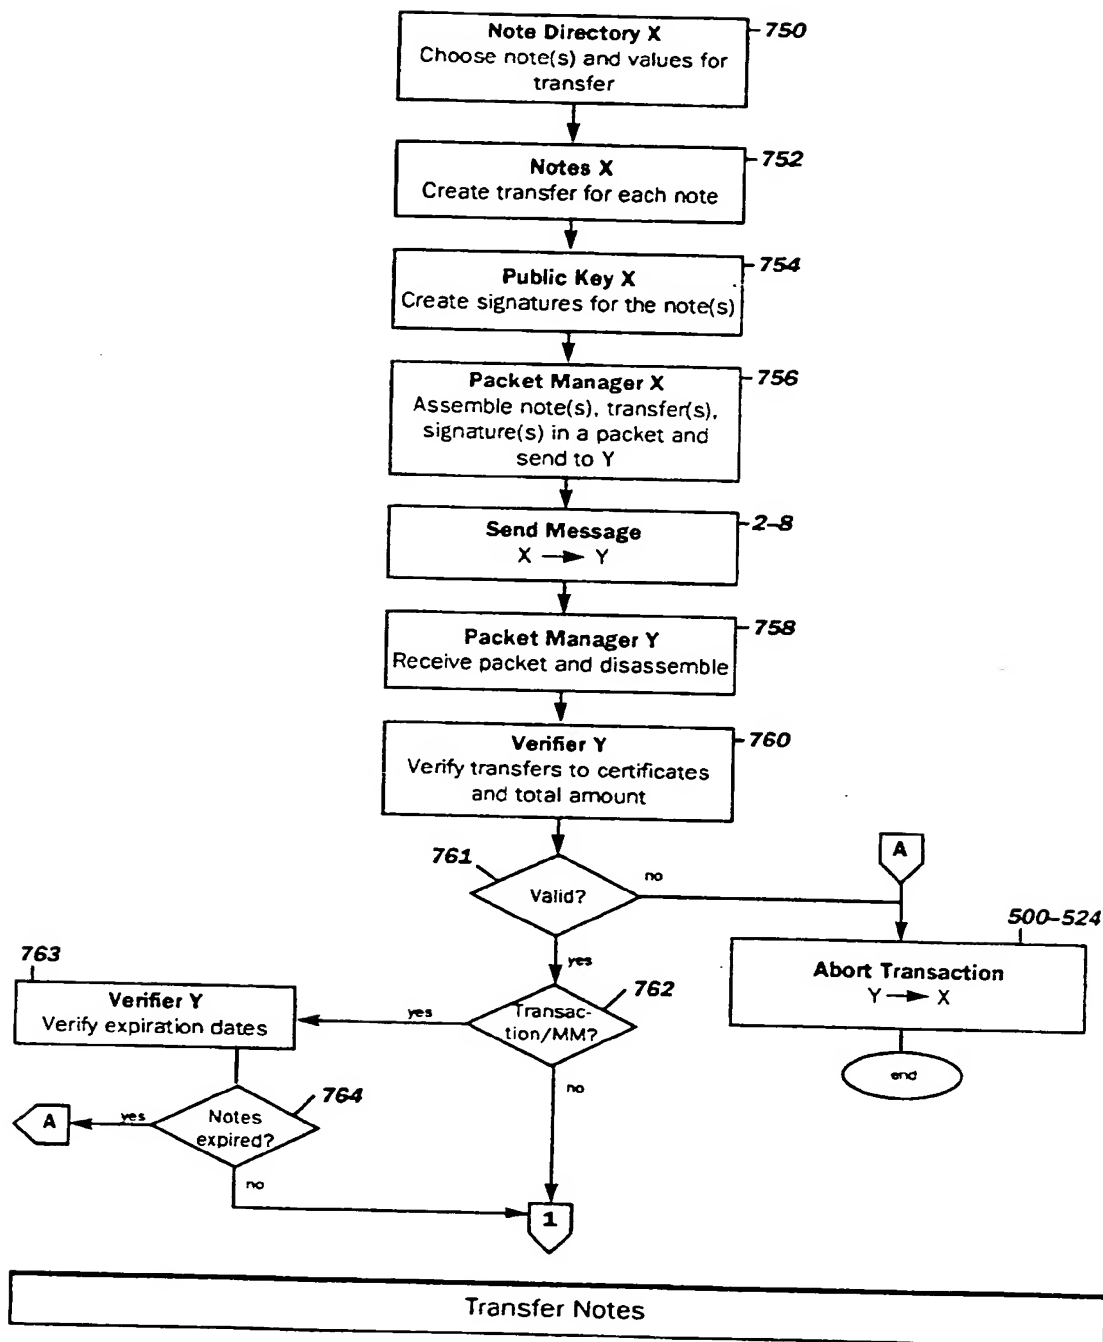 Note Directory X
Choose note(s) and values for
transfer
750
Notes X
Create transfer for each note
752
Public Key X
Create signatures for the note(s)
754
Packet Manager X
Assemble note(s), transfer(s),
signature(s) in a packet and
send to Y
756
Send Message
X → Y
2-8
Packet Manager Y
Receive packet and disassemble
758
Verifier Y
Verify transfers to certificates
and total amount
760
761
Valid?
no
A
yes
500-524
Abort Transaction
Y → X
end
762
Transac-
tion/MM?
yes
no
763
Verifier Y
Verify expiration dates
764
Notes
expired?
yes
A
no
1
Transfer Notes